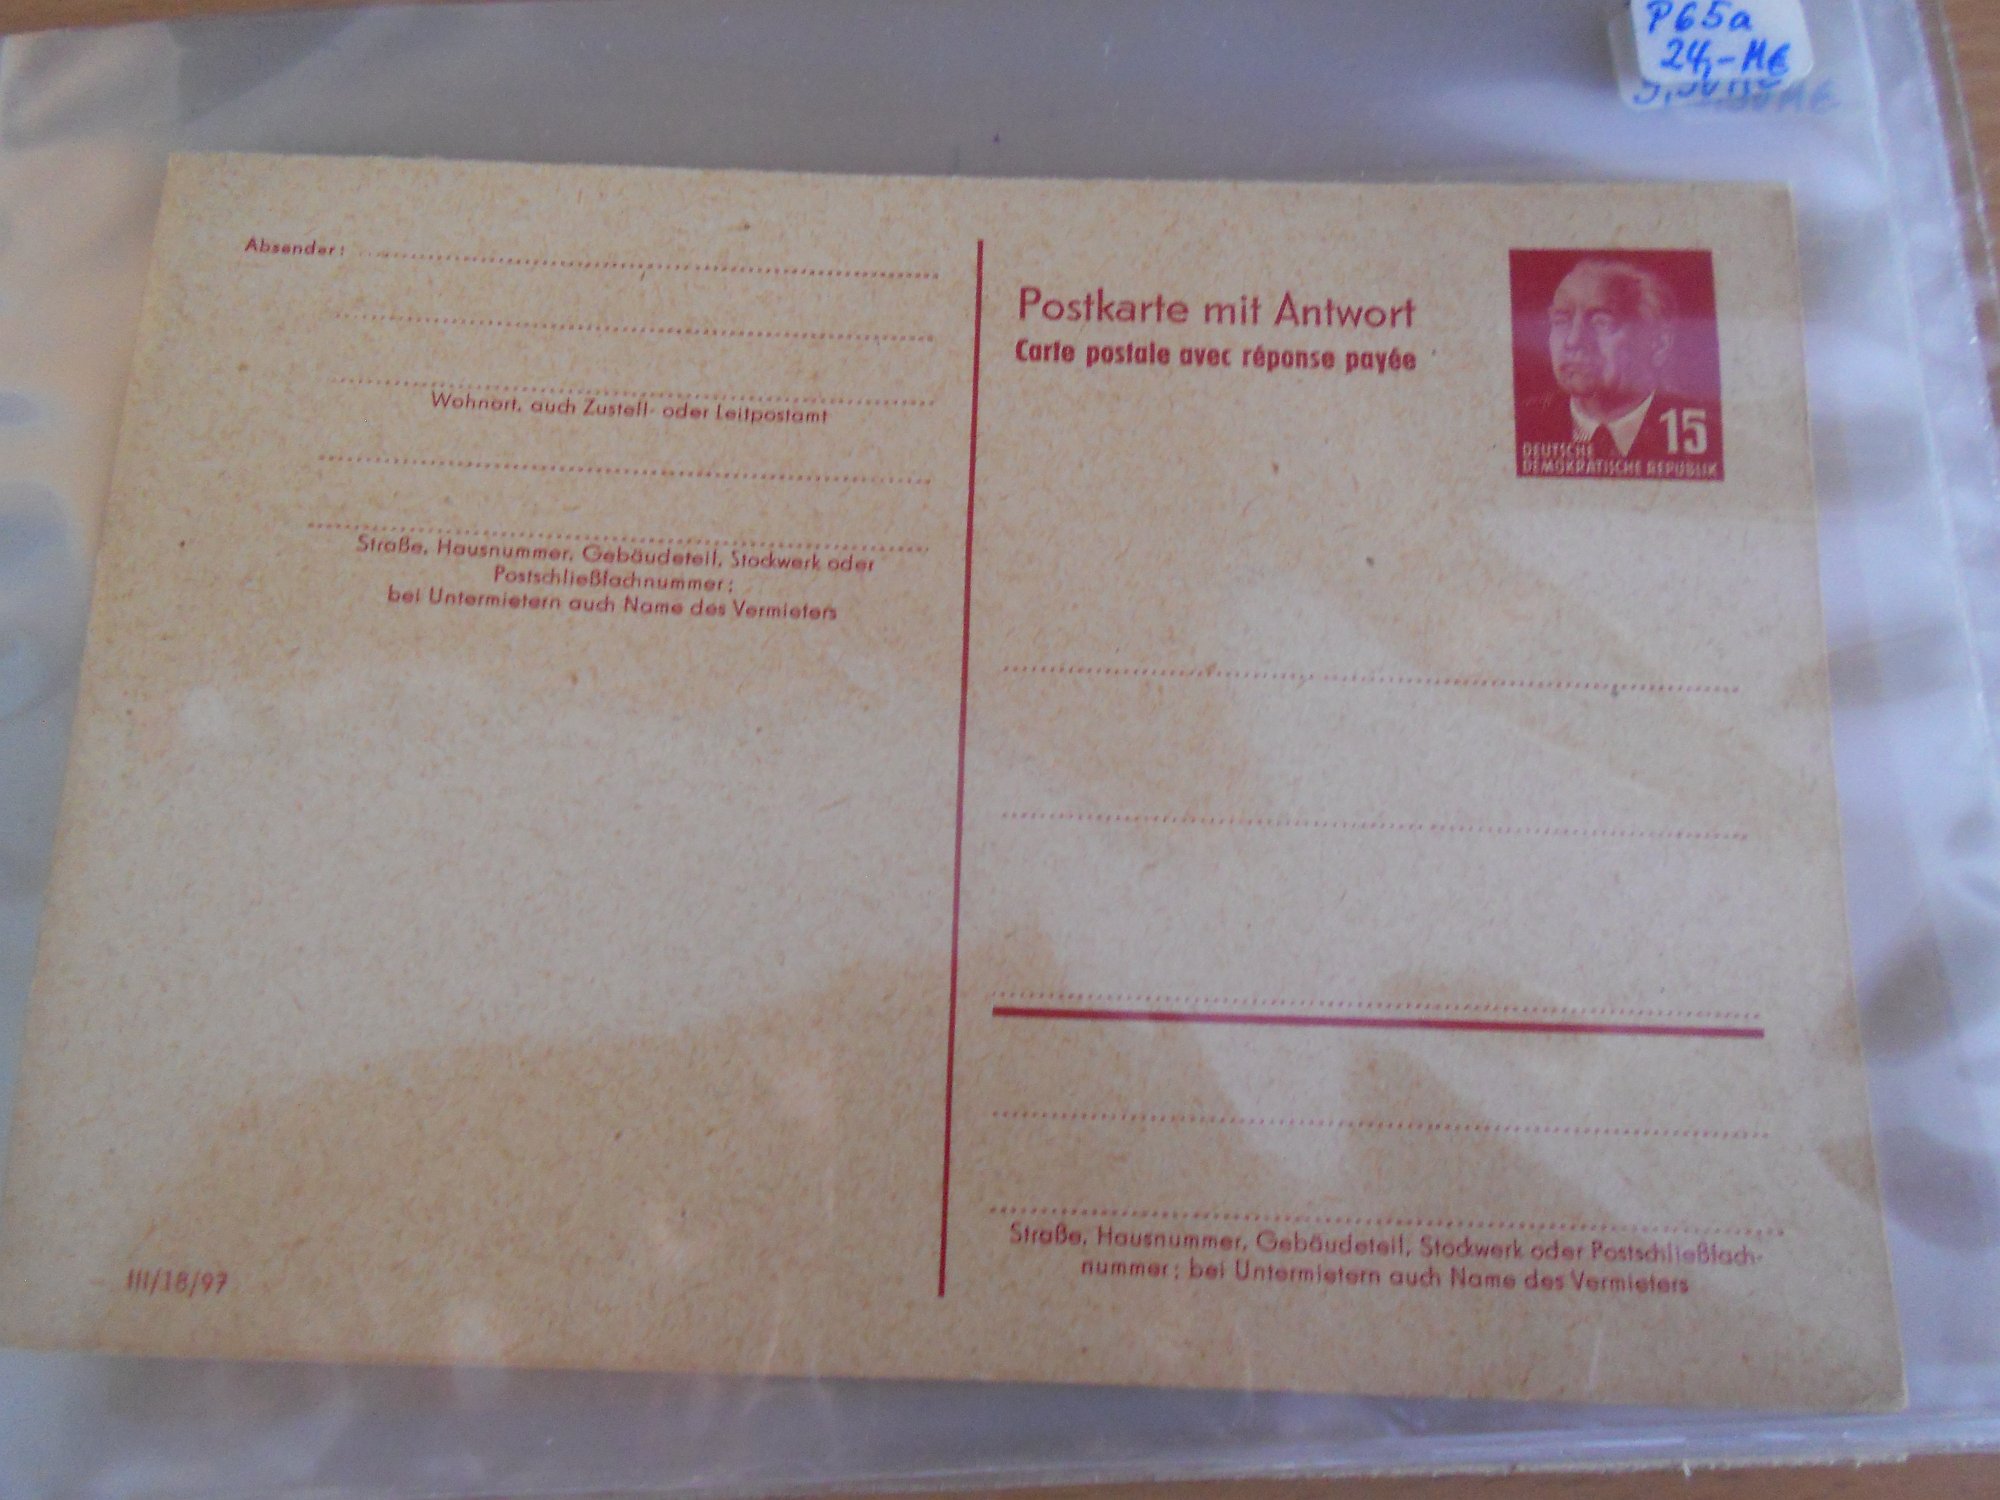 P65a
24,- M€
Absender:
Postkarte mit Antwort
Carte postale avec réponse payée
15
DEUTSCHE
DEMOKRATISCHE REPUBLIK
Wohnort, auch Zustell- oder Leitpostamt
Straße, Hausnummer, Gebäudeteil, Stockwerk oder
Postschließfachnummer;
bei Untermietern auch Name des Vermieters
Straße, Hausnummer, Gebäudeteil, Stockwerk oder Postschließfach-
nummer; bei Untermietern auch Name des Vermieters
III/18/97